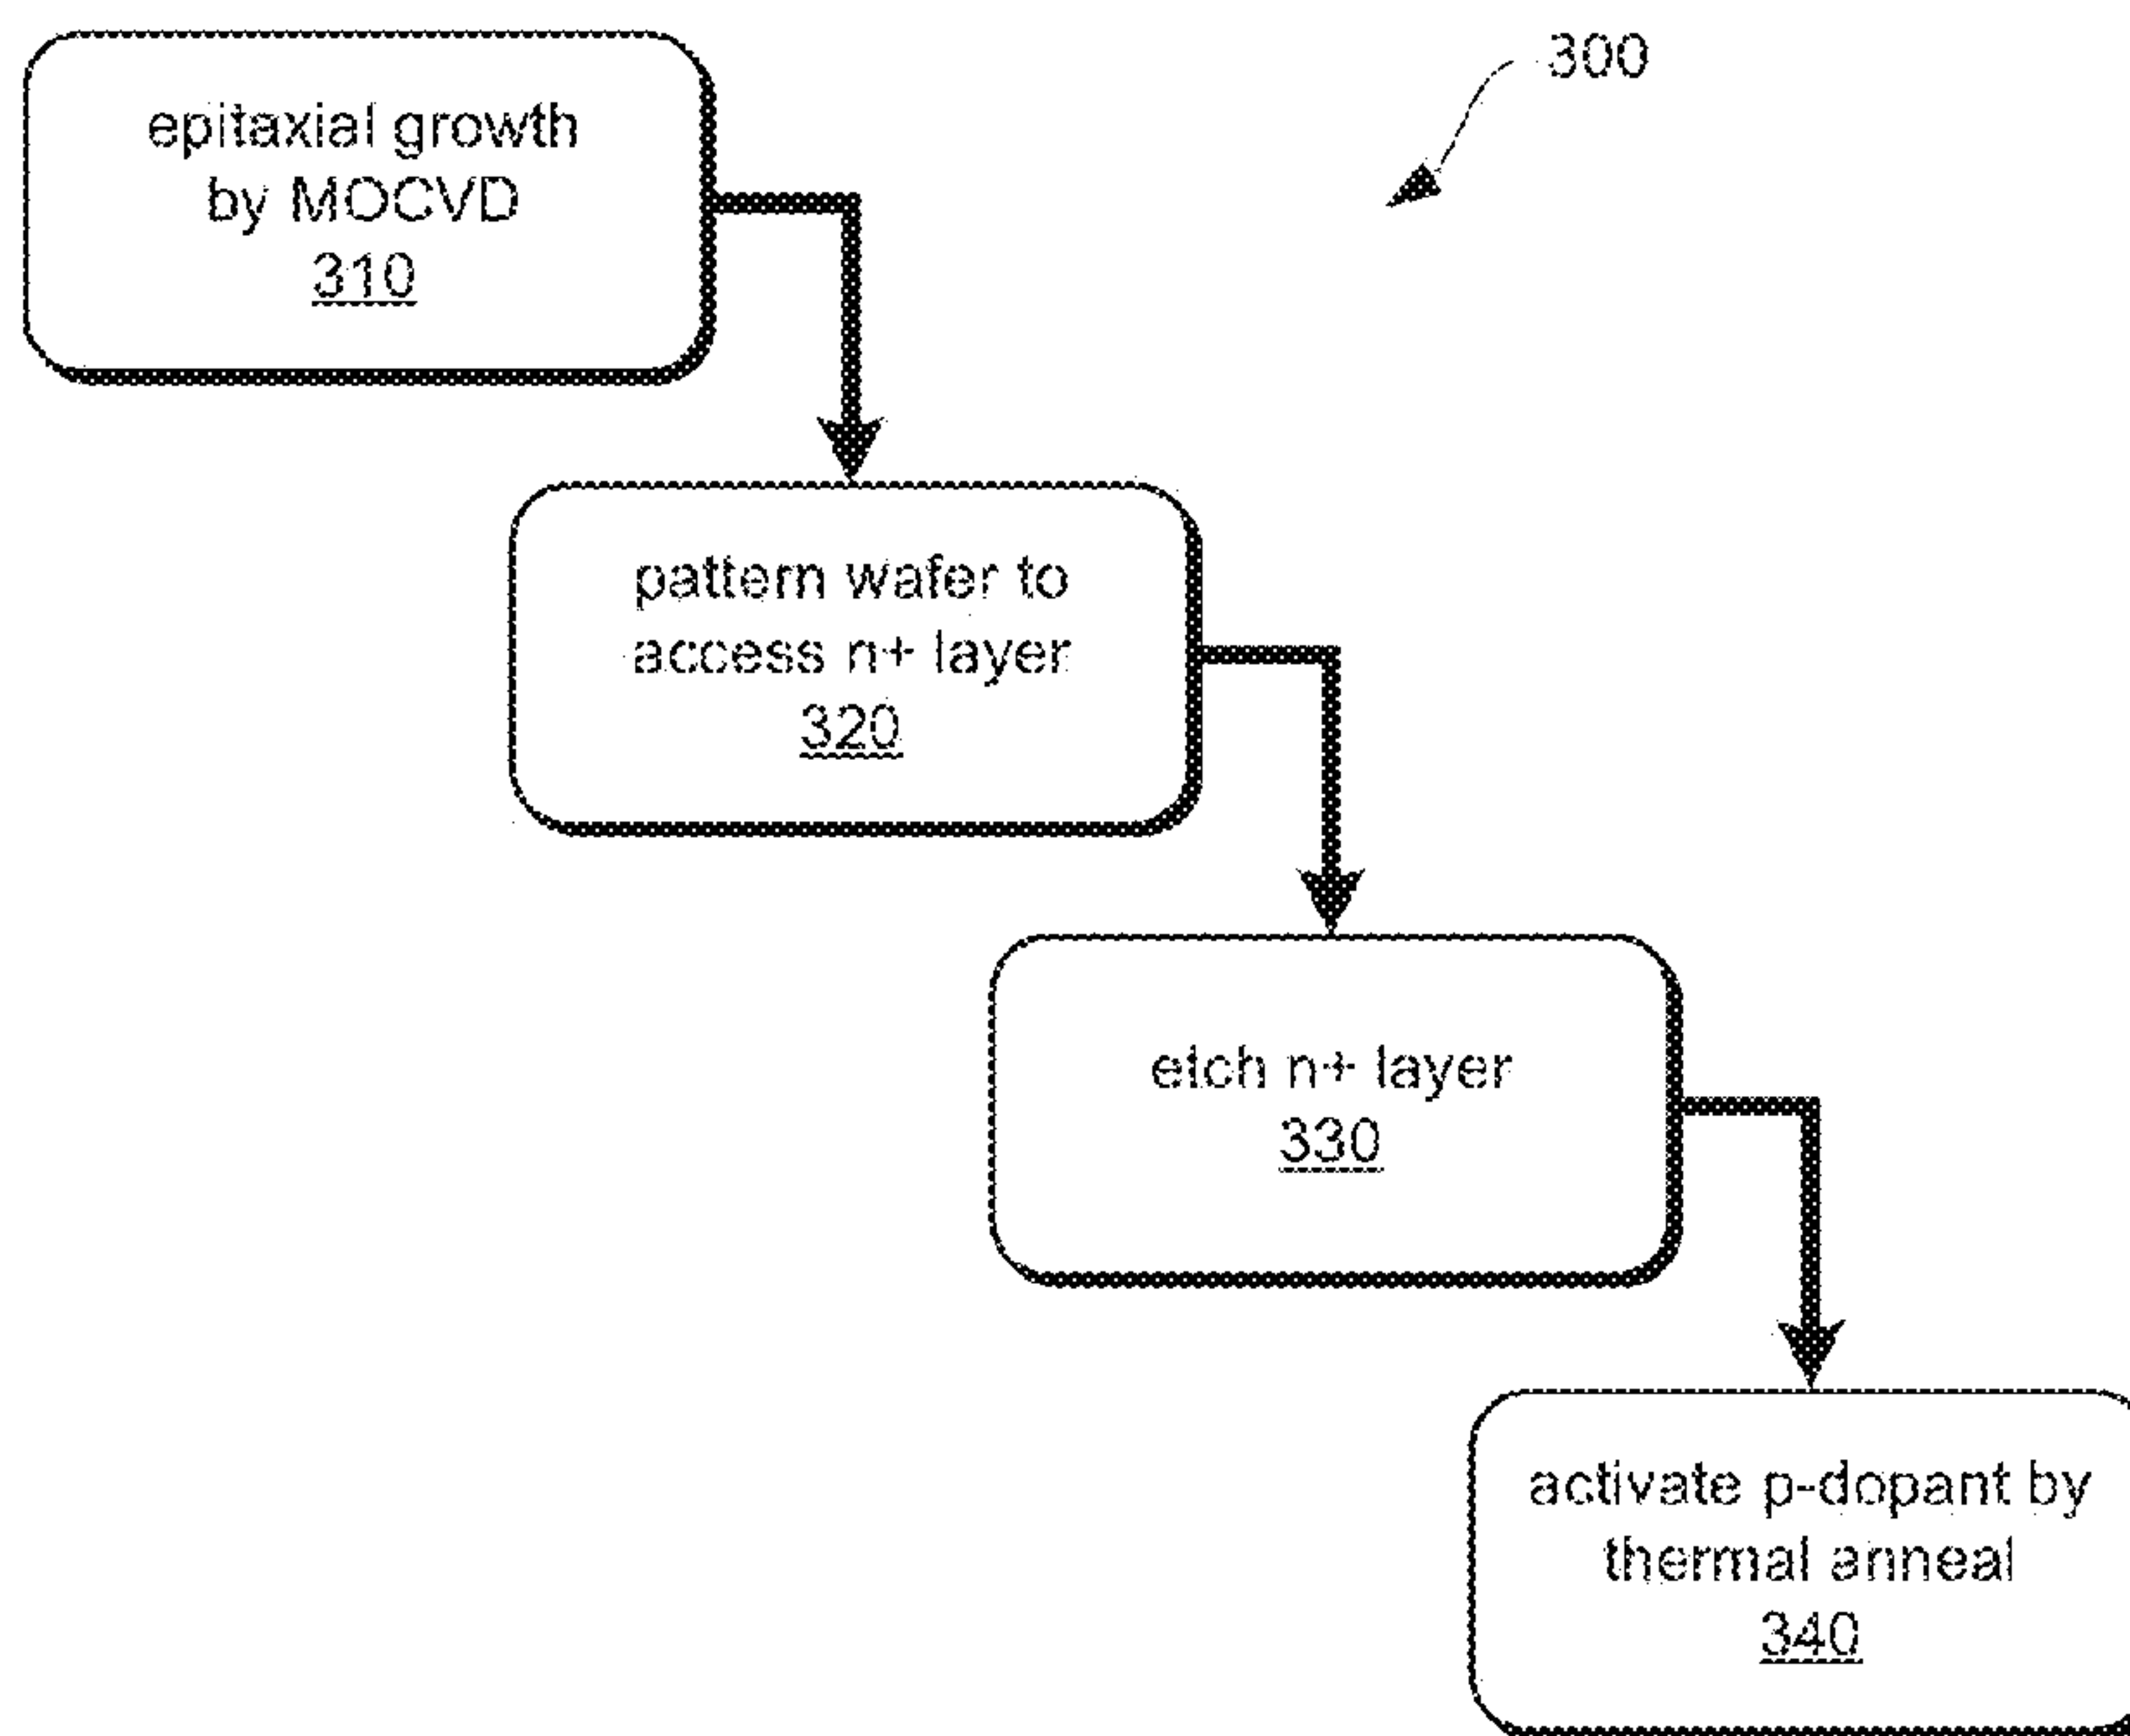 300
epitaxial growth
by MOCVD
310
pattern wafer to
access n+ layer
320
etch n+ layer
330
activate p-dopant by
thermal anneal
340